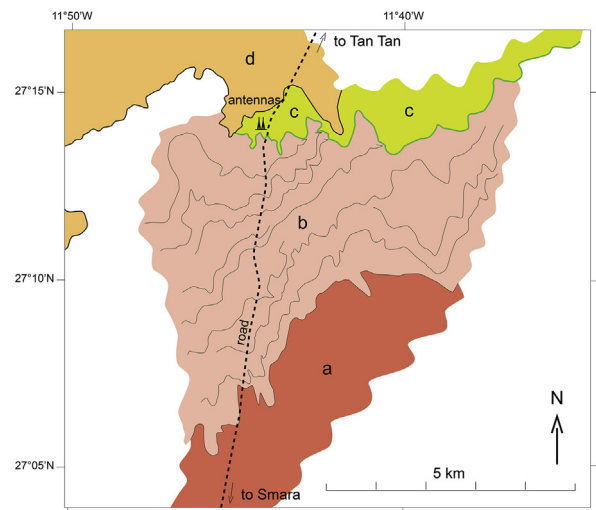 11°50'W
11°40'W
to Tan Tan
d
27°15'N
antennas
c
c
b
27°10'N
road
a
N
27°05'N
5 km
to Smara